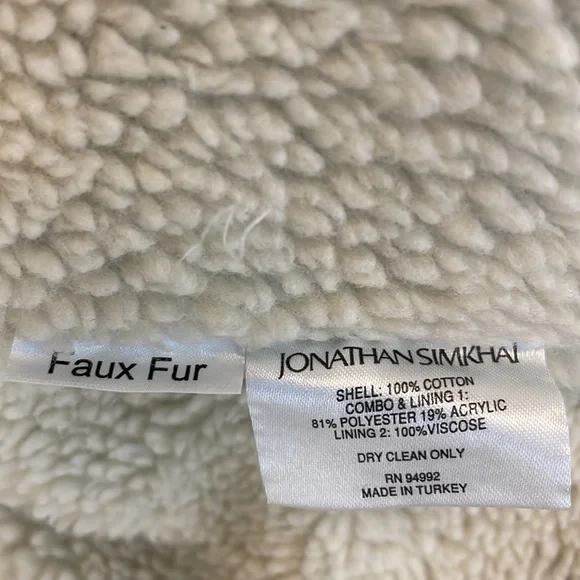 Faux Fur
JONATHAN SIMKHAI
SHELL: 100% COTTON
COMBO & LINING 1:
81% POLYESTER 19% ACRYLIC
LINING 2: 100%VISCOSE
DRY CLEAN ONLY
RN 94992
MADE IN TURKEY